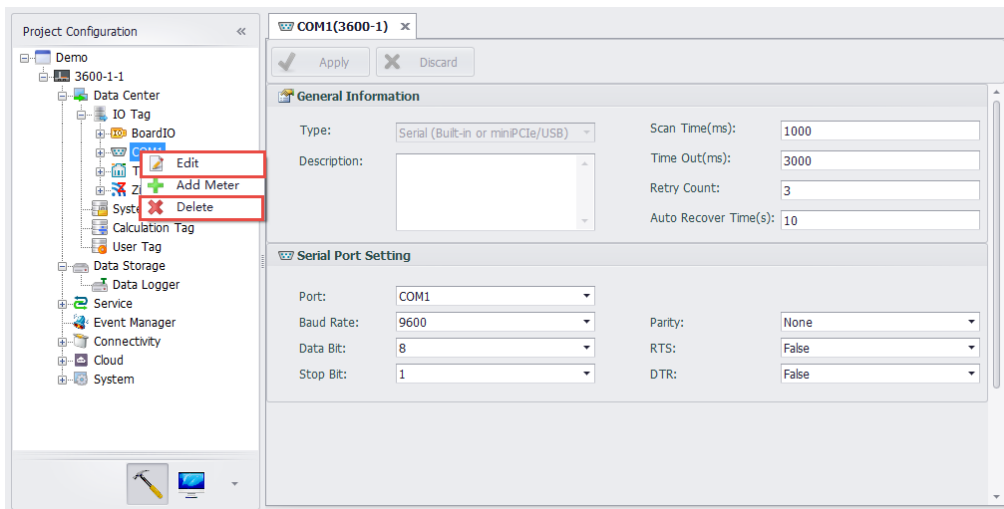 Project Configuration
Demo
3600-1-1
Data Center
IO Tag
BoardIO
COM1
Edit
Add Meter
Delete
Calculation Tag
User Tag
Data Storage
Data Logger
Service
Event Manager
Connectivity
Cloud
System
COM1(3600-1)
Apply
Discard
General Information
Type:
Serial (Built-in or miniPCIe/USB)
Description:
Scan Time(ms):
1000
Time Out(ms):
3000
Retry Count:
3
Auto Recover Time(s):
10
Serial Port Setting
Port:
COM1
Baud Rate:
9600
Data Bit:
8
Stop Bit:
1
Parity:
None
RTS:
False
DTR:
False